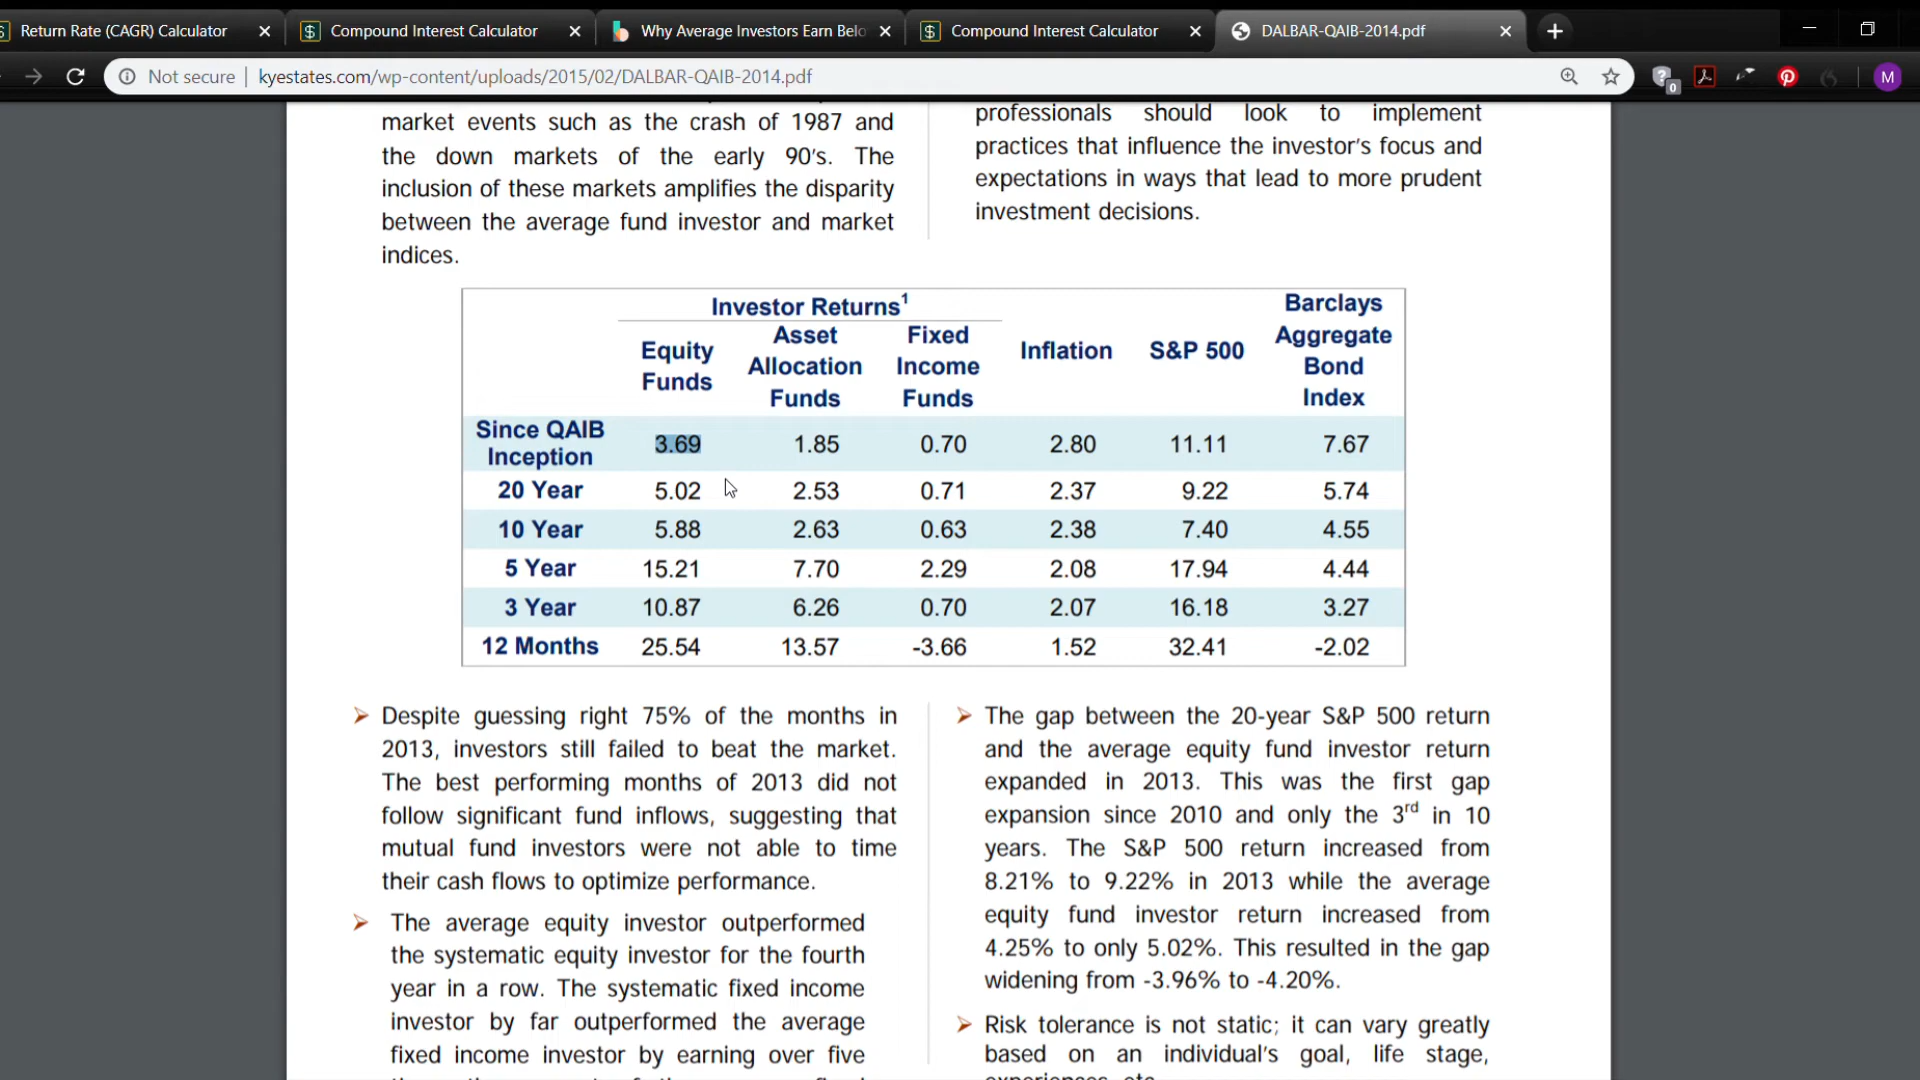 Return Rate (CAGR) Calculator
Compound Interest Calculator
Why Average Investors Earn Belo
Compound Interest Calculator
DALBAR-QAIB-2014.pdf
Not secure
kyestates.com/wp-content/uploads/2015/02/DALBAR-QAIB-2014.pdf
0
M
market events such as the crash of 1987 and
the down markets of the early 90's. The
inclusion of these markets amplifies the disparity
between the average fund investor and market
indices.
professionals should look to implement
practices that influence the investor's focus and
expectations in ways that lead to more prudent
investment decisions.
Investor Returns1
Equity Funds
Asset Allocation Funds
Fixed Income Funds
Inflation
S&P 500
Barclays Aggregate Bond Index
Since QAIB Inception 3.69 1.85 0.70 2.80 11.11 7.67
20 Year 5.02 2.53 0.71 2.37 9.22 5.74
10 Year 5.88 2.63 0.63 2.38 7.40 4.55
5 Year 15.21 7.70 2.29 2.08 17.94 4.44
3 Year 10.87 6.26 0.70 2.07 16.18 3.27
12 Months 25.54 13.57 -3.66 1.52 32.41 -2.02
Despite guessing right 75% of the months in
2013, investors still failed to beat the market.
The best performing months of 2013 did not
follow significant fund inflows, suggesting that
mutual fund investors were not able to time
their cash flows to optimize performance.
The average equity investor outperformed
the systematic equity investor for the fourth
year in a row. The systematic fixed income
investor by far outperformed the average
fixed income investor by earning over five
The gap between the 20-year S&P 500 return
and the average equity fund investor return
expanded in 2013. This was the first gap
expansion since 2010 and only the 3rd in 10
years. The S&P 500 return increased from
8.21% to 9.22% in 2013 while the average
equity fund investor return increased from
4.25% to only 5.02%. This resulted in the gap
widening from -3.96% to -4.20%.
Risk tolerance is not static; it can vary greatly
based on an individual's goal, life stage,